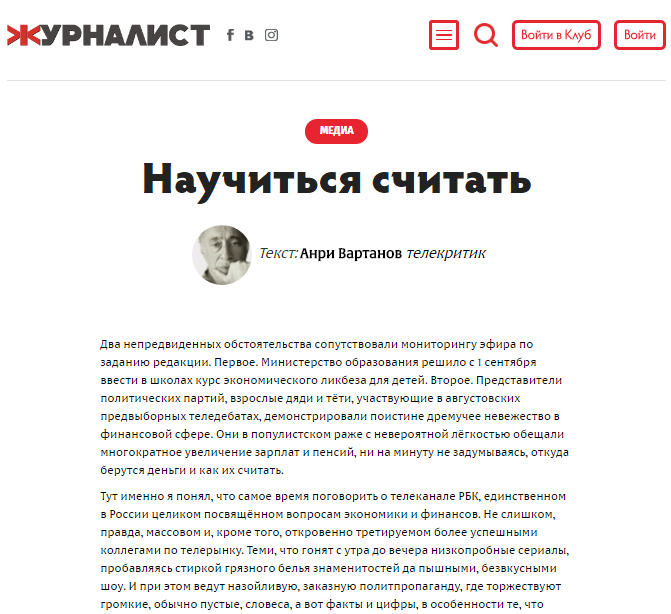 ЖУРНАЛИСТ
Войти в Клуб
Войти
МЕДИА
Научиться считать
Текст: Анри Вартанов телекритик
Два непредвиденных обстоятельства сопутствовали мониторингу эфира по
заданию редакции. Первое. Министерство образования решило с 1 сентября
ввести в школах курс экономического ликбеза для детей. Второе. Представители
политических партий, взрослые дяди и тёти, участвующие в августовских
предвыборных теледебатах, демонстрировали поистине дремучее невежество в
финансовой сфере. Они в популистском раже с невероятной лёгкостью обещали
многократное увеличение зарплат и пенсий, ни на минуту не задумываясь, откуда
берутся деньги и как их считать.
Тут именно я понял, что самое время поговорить о телеканале РБК, единственном
в России целиком посвящённом вопросам экономики и финансов. Не слишком,
правда, массовом и, кроме того, откровенно третируемом более успешными
коллегами по телерынку. Теми, что гонят с утра до вечера низкопробные сериалы,
пробавляясь стиркой грязного белья знаменитостей да пышными, безвкусными
шоу. И при этом ведут назойливую, заказную политпропаганду, где торжествуют
громкие, обычно пустые, словеса, а вот факты и цифры, в особенности те, что